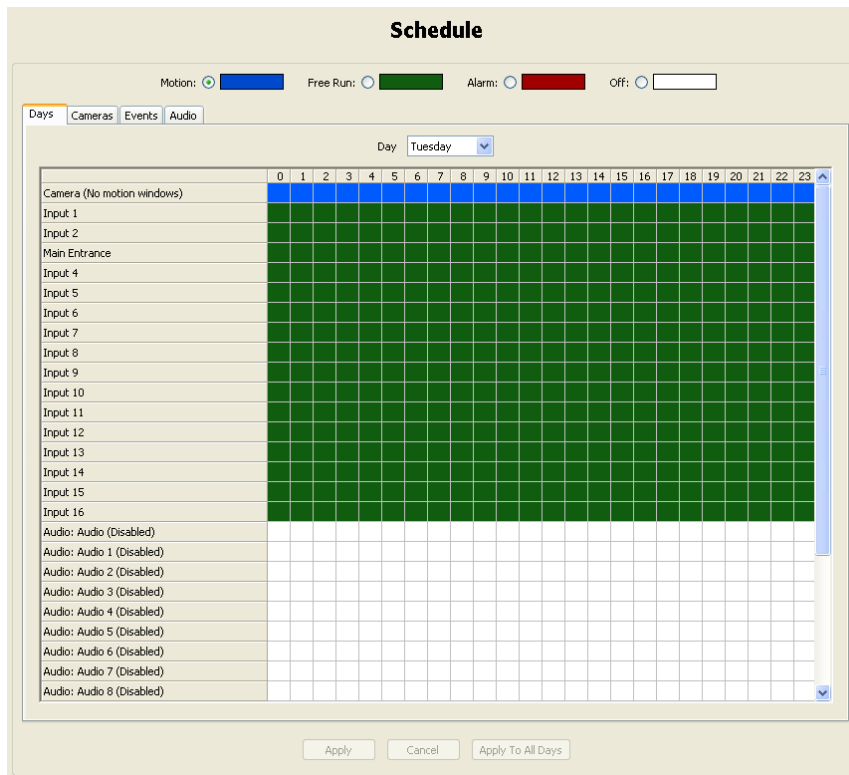 Schedule
Motion: Free Run: Alarm: Off:
Days Cameras Events Audio
Day Tuesday
0 1 2 3 4 5 6 7 8 9 10 11 12 13 14 15 16 17 18 19 20 21 22 23
Camera (No motion windows)
Input 1
Input 2
Main Entrance
Input 4
Input 5
Input 6
Input 7
Input 8
Input 9
Input 10
Input 11
Input 12
Input 13
Input 14
Input 15
Input 16
Audio: Audio (Disabled)
Audio: Audio 1 (Disabled)
Audio: Audio 2 (Disabled)
Audio: Audio 3 (Disabled)
Audio: Audio 4 (Disabled)
Audio: Audio 5 (Disabled)
Audio: Audio 6 (Disabled)
Audio: Audio 7 (Disabled)
Audio: Audio 8 (Disabled)
Apply Cancel Apply To All Days